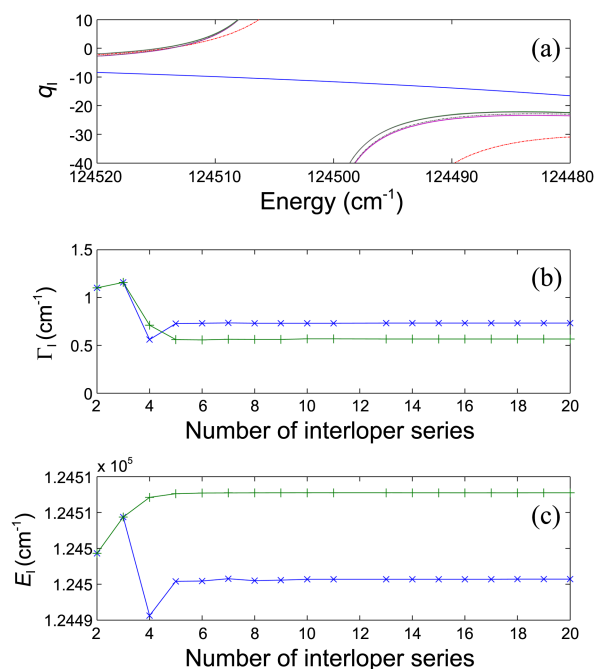 10
0
-10
-20
-30
-40
q_I
(a)
124520 124510 124500 124490 124480
Energy (cm⁻¹)
1.5
1
0.5
0
Γ_I (cm⁻¹)
(b)
2 4 6 8 10 12 14 16 18 20
Number of interloper series
x 10⁵
1.2451
1.2451
1.245
1.245
1.2449
E_I (cm⁻¹)
(c)
2 4 6 8 10 12 14 16 18 20
Number of interloper series